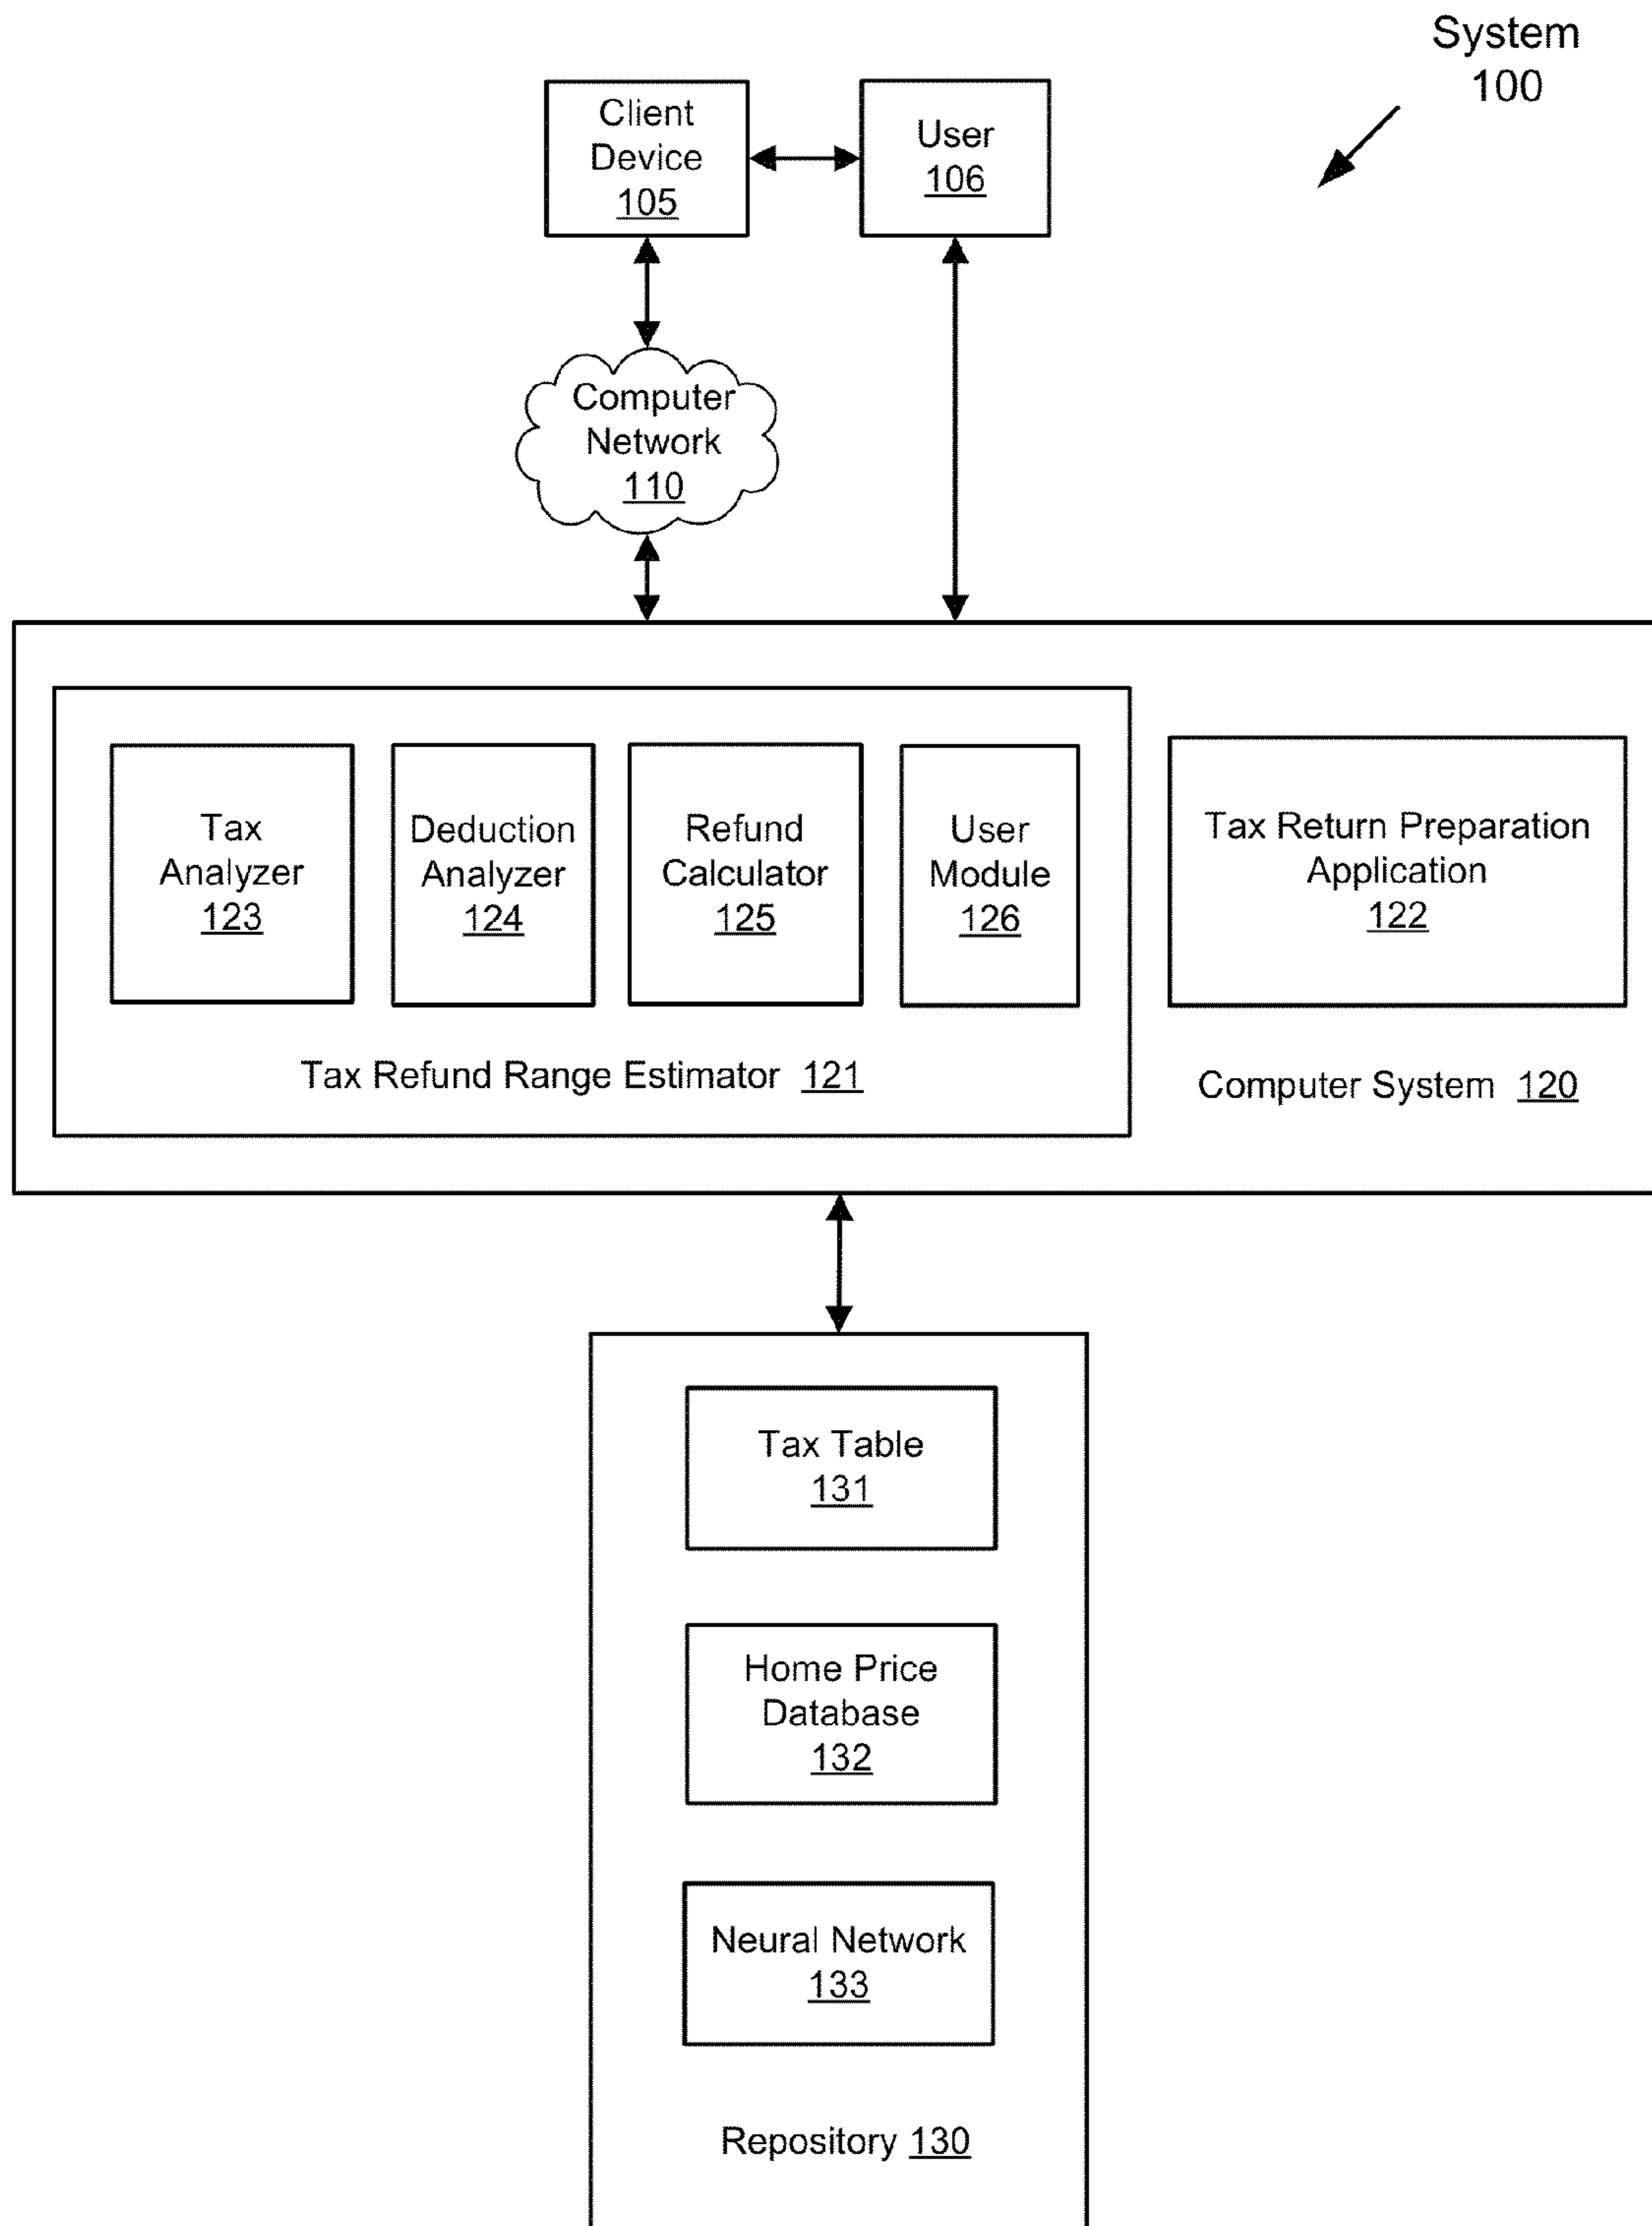 System
100
Client
Device
105
User
106
Computer
Network
110
Tax
Analyzer
123
Deduction
Analyzer
124
Refund
Calculator
125
User
Module
126
Tax Return Preparation
Application
122
Tax Refund Range Estimator 121
Computer System 120
Tax Table
131
Home Price
Database
132
Neural Network
133
Repository 130